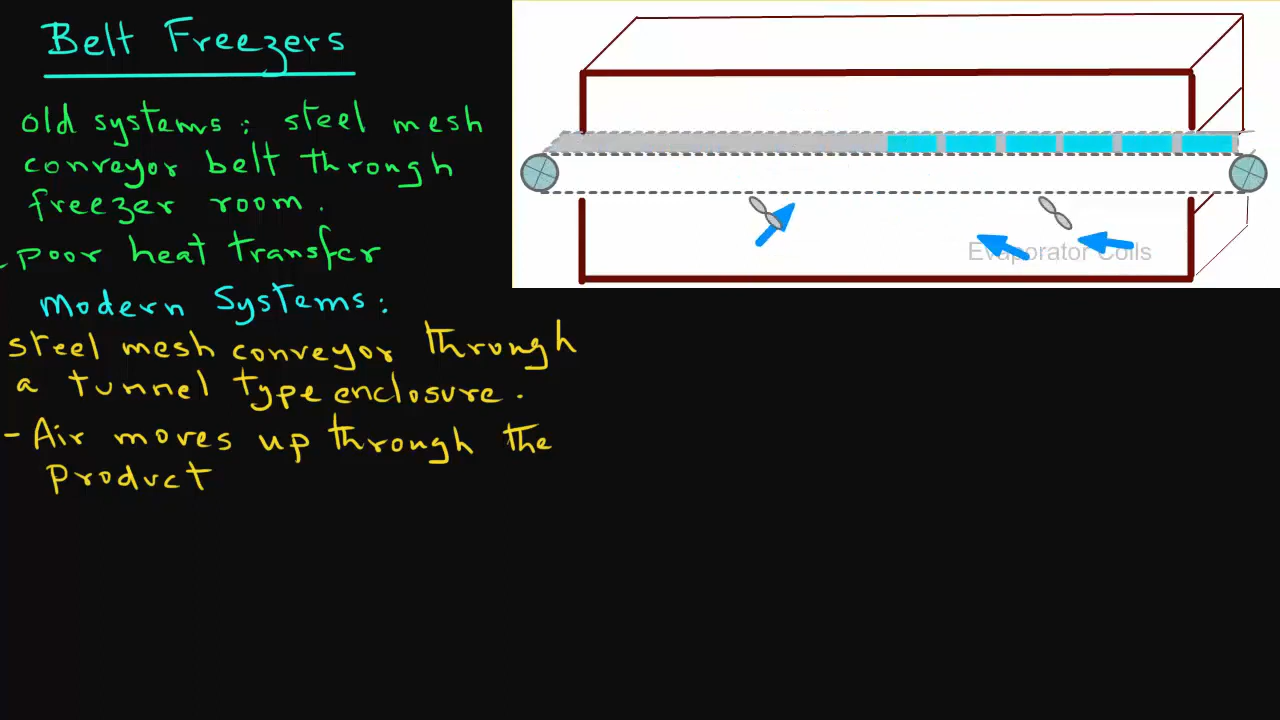 Belt Freezers
old systems: steel mesh
conveyor belt through
freezer room.
- poor heat transfer
Modern Systems:
steel mesh conveyor through
a tunnel type enclosure.
- Air moves up through the
product
Evaporator Coils